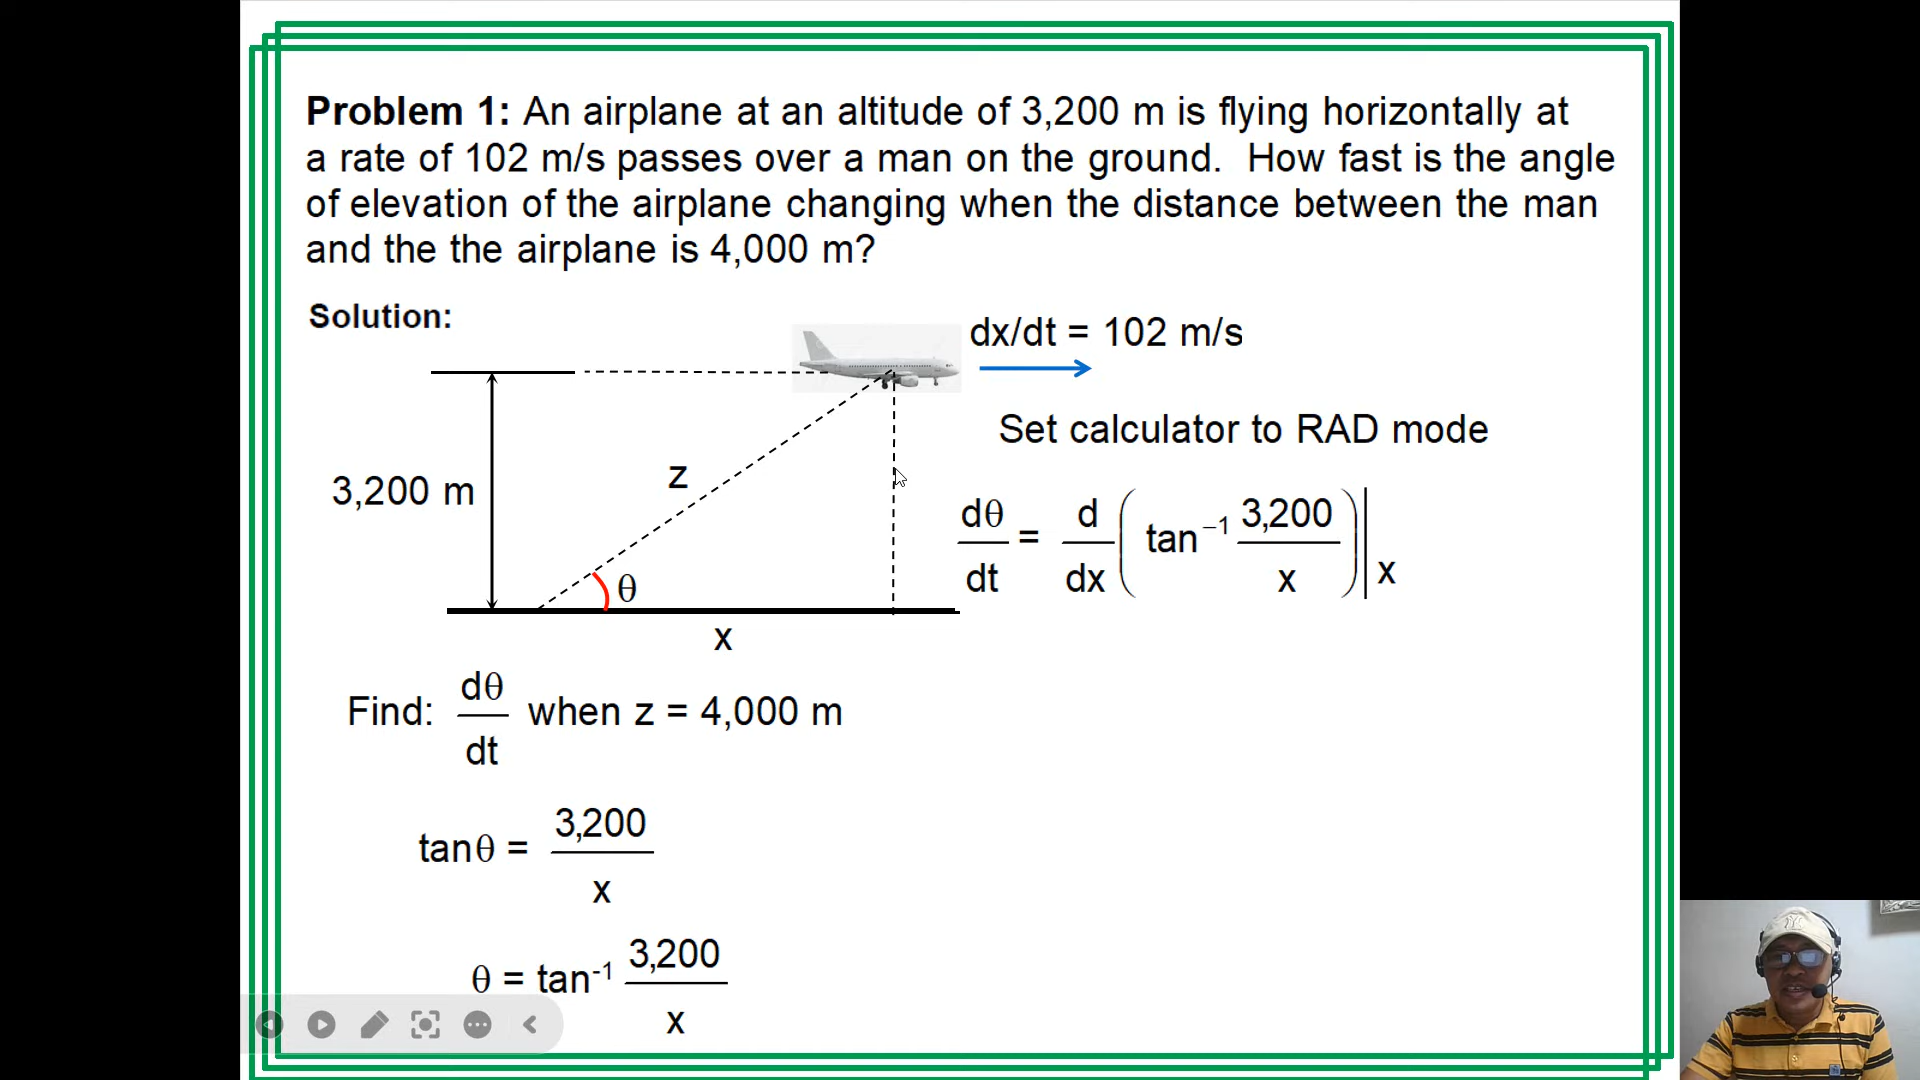 Problem 1: An airplane at an altitude of 3,200 m is flying horizontally at
a rate of 102 m/s passes over a man on the ground. How fast is the angle
of elevation of the airplane changing when the distance between the man
and the the airplane is 4,000 m?
Solution:
dx/dt = 102 m/s
Set calculator to RAD mode
3,200 m
z
θ
x
dθ/dt = d/dx (tan⁻¹ 3,200/x)|x
Find: dθ/dt when z = 4,000 m
tanθ = 3,200/x
θ = tan⁻¹ 3,200/x